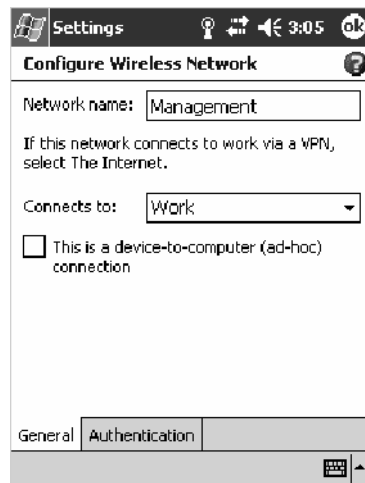 Settings 3:05 ok
Configure Wireless Network ?
Network name: Management
If this network connects to work via a VPN,
select The Internet.
Connects to: Work
This is a device-to-computer (ad-hoc)
connection
General Authentication